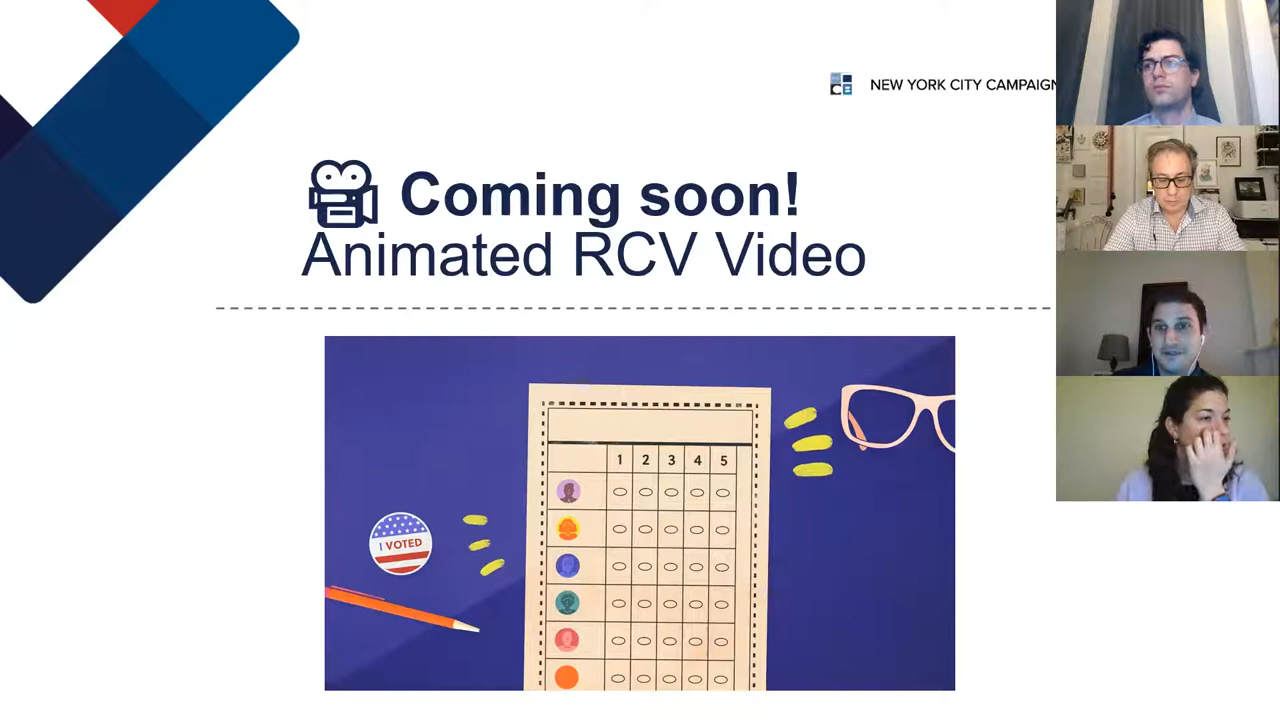 NEW YORK CITY CAMPAIGN
Coming soon!
Animated RCV Video
1 2 3 4 5
I VOTED